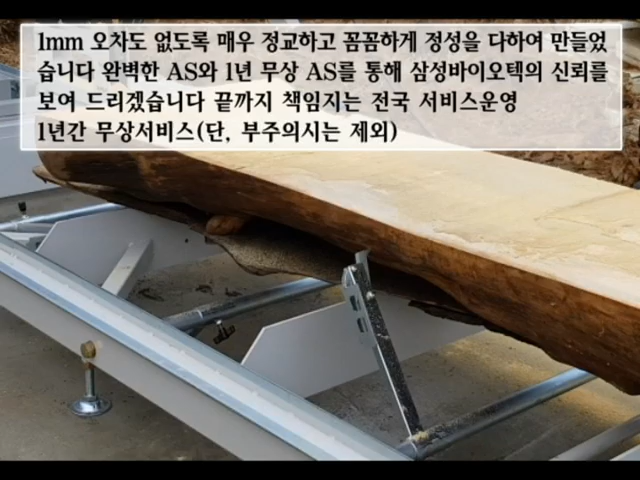 1mm 오차도 없도록 매우 정교하고 꼼꼼하게 정성을 다하여 만들었
습니다 완벽한 AS와 1년 무상 AS를 통해 삼성바이오텍의 신뢰를
보여 드리겠습니다 끝까지 책임지는 전국 서비스운영
1년간 무상서비스(단, 부주의시는 제외)